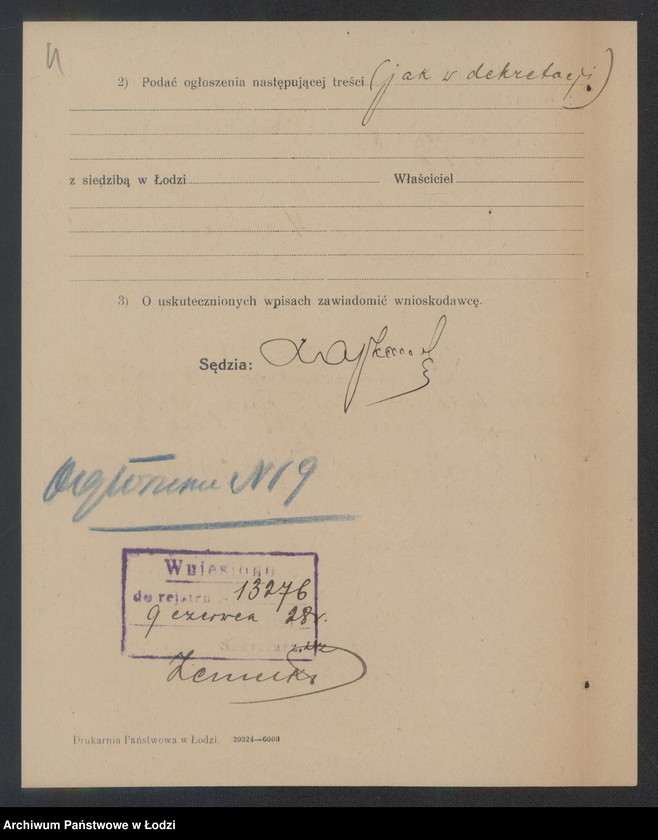 2) Podać ogłoszenia następującej treści (jak w dekretacji)
z siedzibą w Łodzi Właściciel
3) O uskutecznionych wpisach zawiadomić wnioskodawcę.
Sędzia:
Ogłoszenie N 19
Wniesiono
do rejestru 13276
9 czerwca 28 r.
Sekretarz
Drukarnia Państwowa w Łodzi. 20324—6000
Archiwum Państwowe w Łodzi